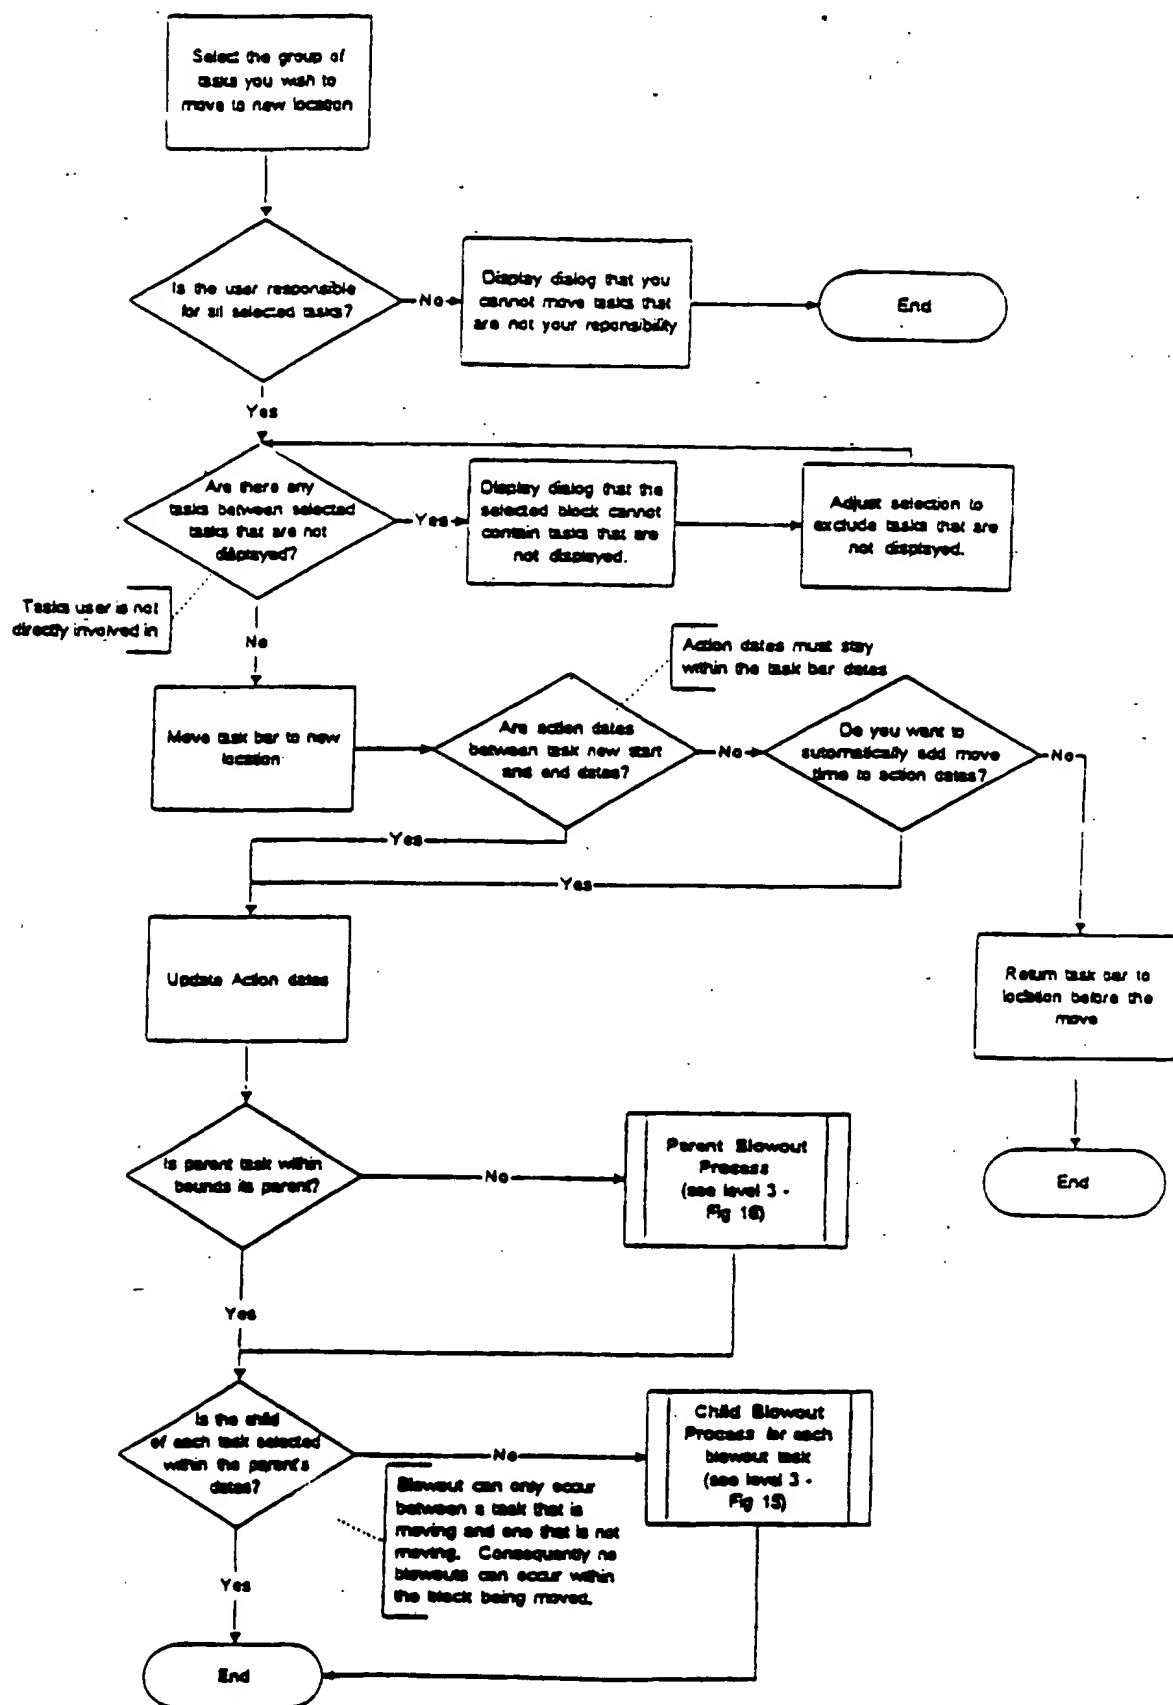 Select the group of
tasks you wish to
move to new location
Is the user responsible
for all selected tasks?
No
Display dialog that you
cannot move tasks that
are not your reponsibility
End
Yes
Are there any
tasks between selected
tasks that are not
displayed?
Yes
Display dialog that the
selected block cannot
contain tasks that are
not displayed.
Adjust selection to
exclude tasks that are
not displayed.
Tasks user is not
directly involved in
No
Action dates must stay
within the task bar dates
Move task bar to new
location
Are action dates
between task new start
and end dates?
No
Do you want to
automatically add move
time to action dates?
No
Yes
Yes
Update Action dates
Return task bar to
location before the
move
End
Is parent task within
bounds its parent?
No
Parent Blowout
Process
(see level 3 -
Fig 16)
Yes
Is the child
of each task selected
within the parent's
dates?
No
Child Blowout
Process for each
blowout task
(see level 3 -
Fig 15)
Blowout can only occur
between a task that is
moving and one that is not
moving. Consequently no
blowouts can occur within
the block being moved.
Yes
End